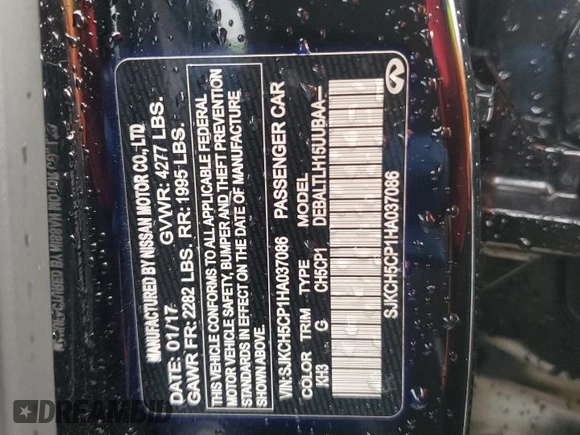 MANUFACTURED BY NISSAN MOTOR CO., LTD.
DATE: 01/17 GVWR: 4277 LBS.
GAWR FR: 2282 LBS. RR: 1995 LBS.
THIS VEHICLE CONFORMS TO ALL APPLICABLE FEDERAL
MOTOR VEHICLE SAFETY, BUMPER AND THEFT PREVENTION
STANDARDS IN EFFECT ON THE DATE OF MANUFACTURE
SHOWN ABOVE.
VIN:SJKCH5CP1HA037086 PASSENGER CAR
COLOR TRIM TYPE MODEL
KH3 G CH5CP1 DEBALTLH15UUBAA--
SJKCH5CP1HA037086
DREAMBID